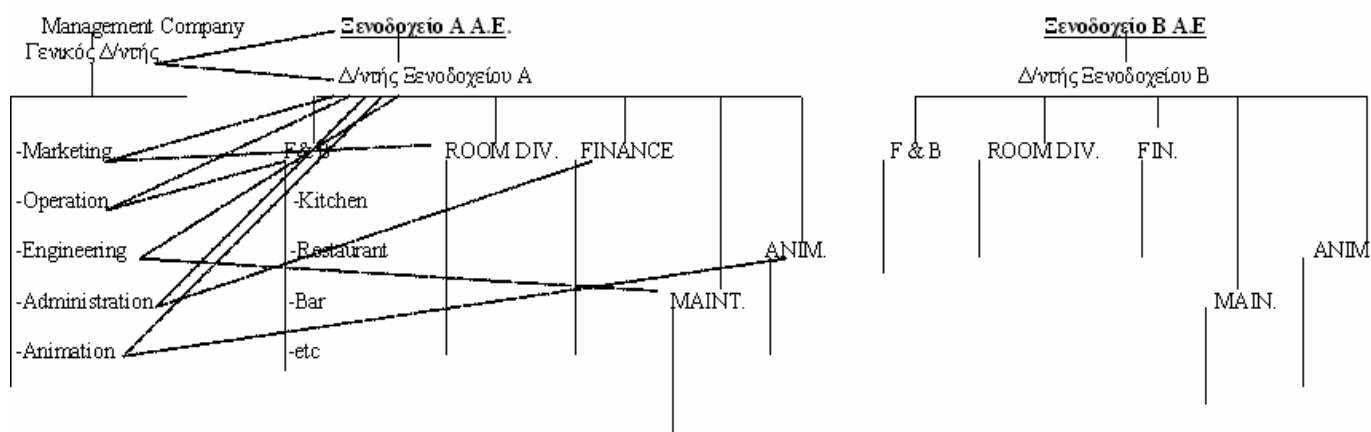 Management Company
Γενικός Δ/ντής
Ξενοδοχείο Α Α.Ε.
Δ/ντής Ξενοδοχείου Α
Ξενοδοχείο Β Α.Ε
Δ/ντής Ξενοδοχείου Β
-Marketing
-Operation
-Engineering
-Administration
-Animation
F & B
-Kitchen
-Restaurant
-Bar
-etc
ROOM DIV.
FINANCE
MAINT.
ANIM.
F & B
ROOM DIV.
FIN.
MAIN.
ANIM